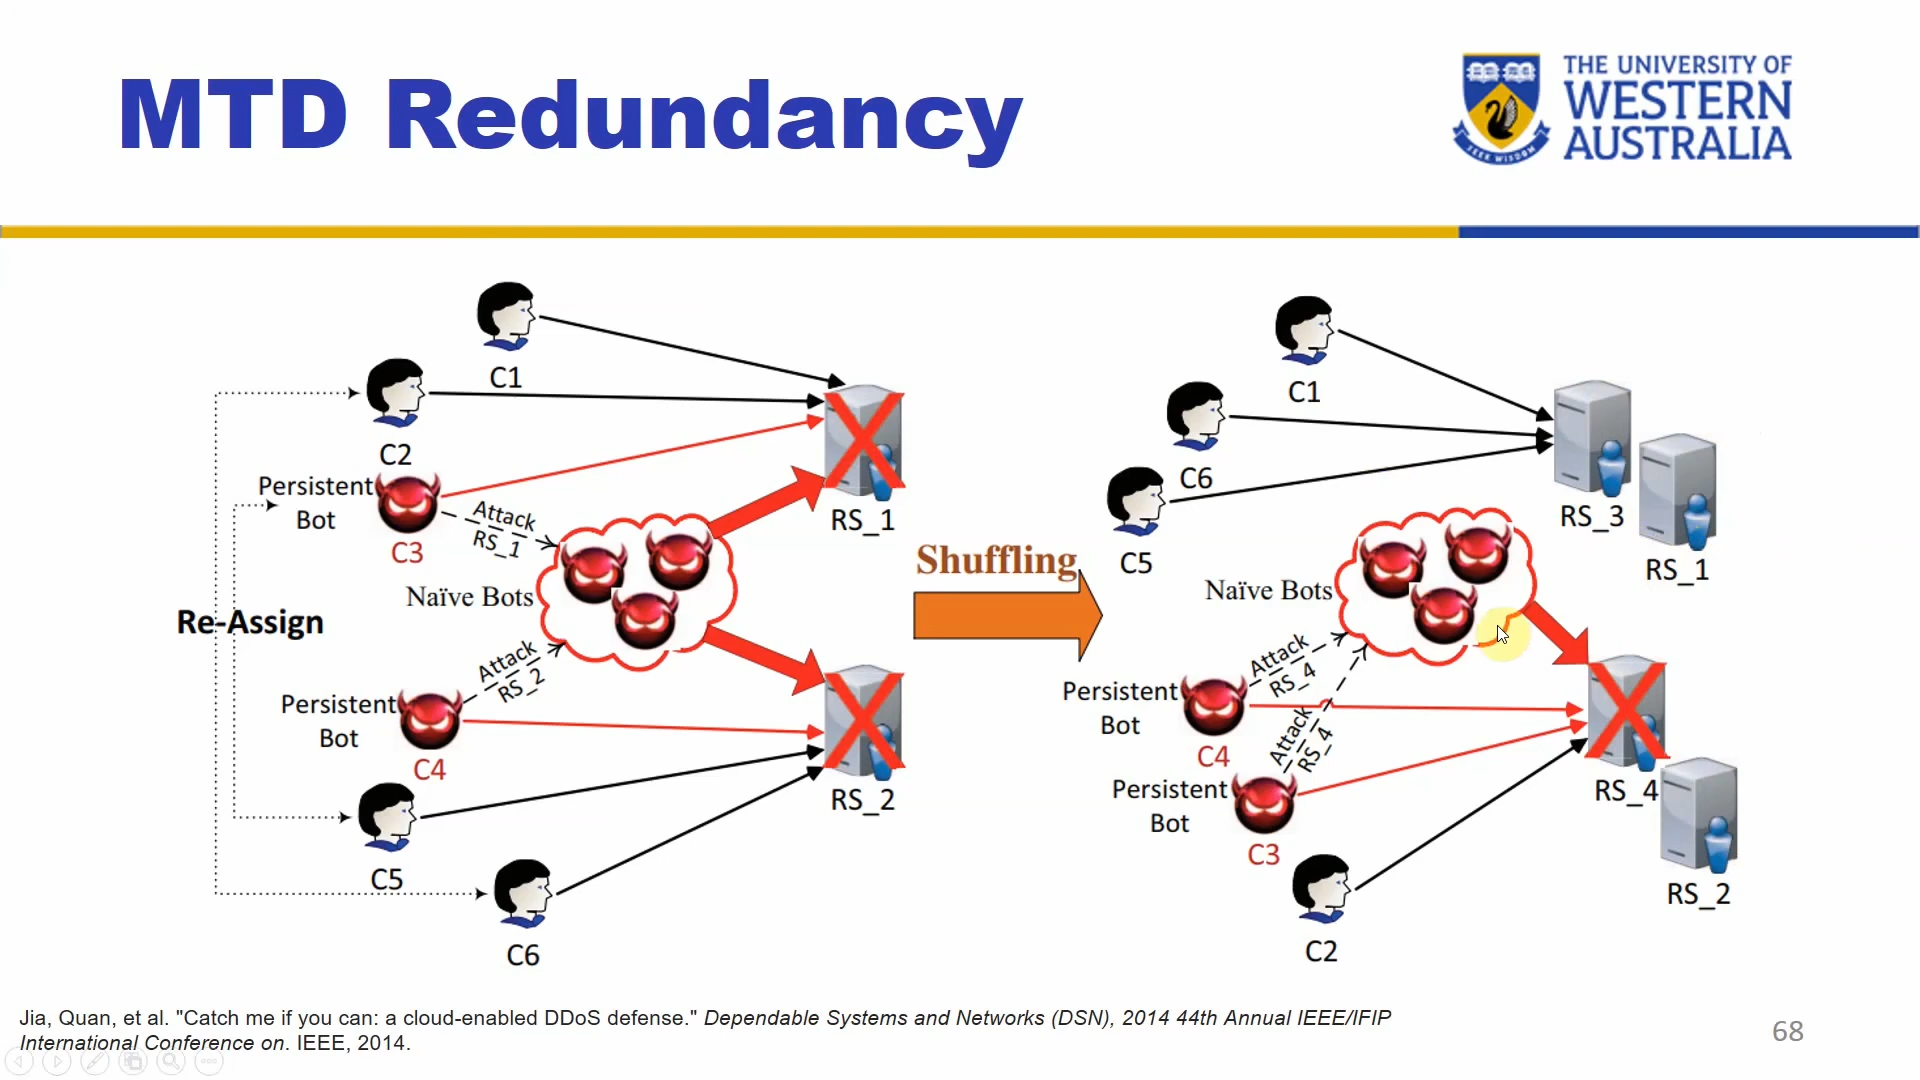 MTD Redundancy
THE UNIVERSITY OF
WESTERN
AUSTRALIA
SEEK WISDOM
C1
C2
Persistent
Bot
C3
Attack
RS_1
RS_1
Naïve Bots
Re-Assign
Attack
RS_2
Persistent
Bot
C4
RS_2
C5
C6
Shuffling
C1
C6
C5
RS_3
RS_1
Naïve Bots
Attack
RS_4
Persistent
Bot
C4
Attack
RS_4
Persistent
Bot
C3
RS_4
RS_2
C2
Jia, Quan, et al. "Catch me if you can: a cloud-enabled DDoS defense." Dependable Systems and Networks (DSN), 2014 44th Annual IEEE/IFIP
International Conference on. IEEE, 2014.
68